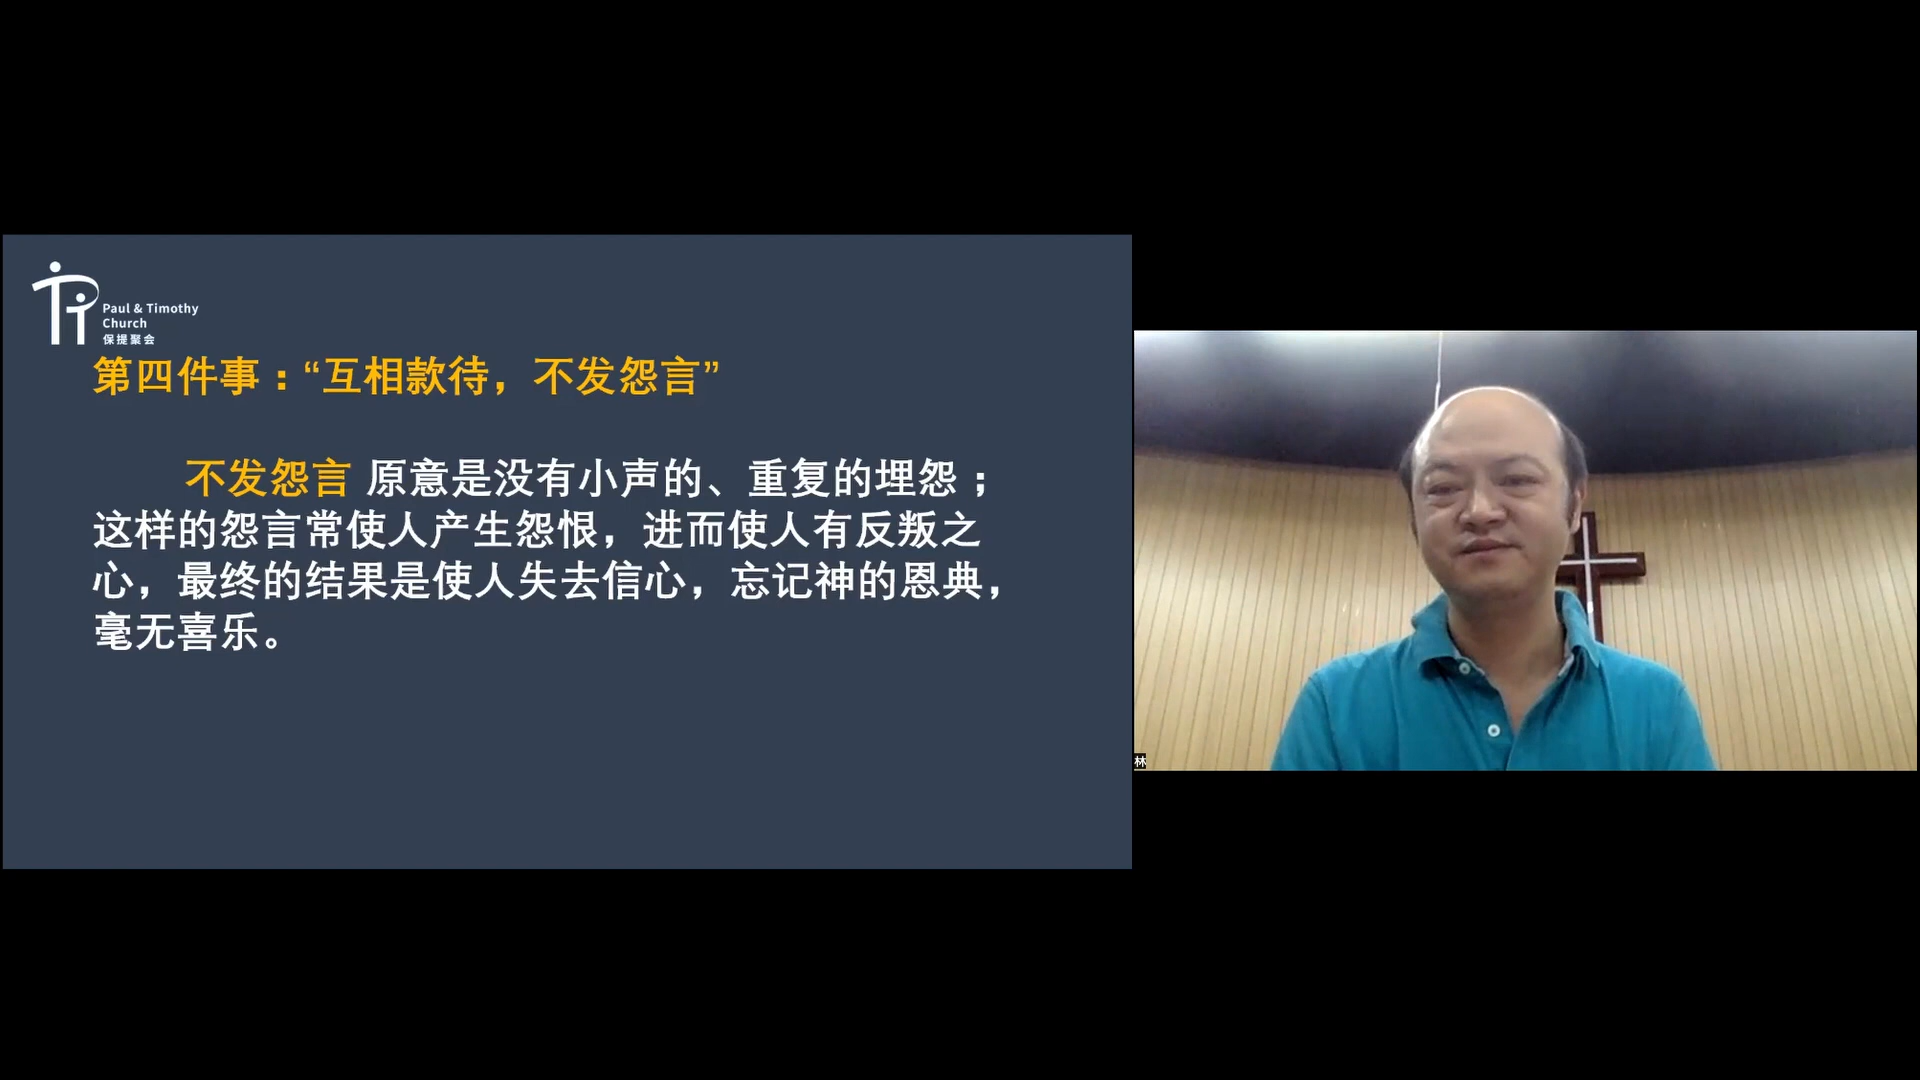 Paul & Timothy
Church
保提聚会
第四件事：“互相款待，不发怨言”
不发怨言 原意是没有小声的、重复的埋怨；
这样的怨言常使人产生怨恨，进而使人有反叛之
心，最终的结果是使人失去信心，忘记神的恩典，
毫无喜乐。
林